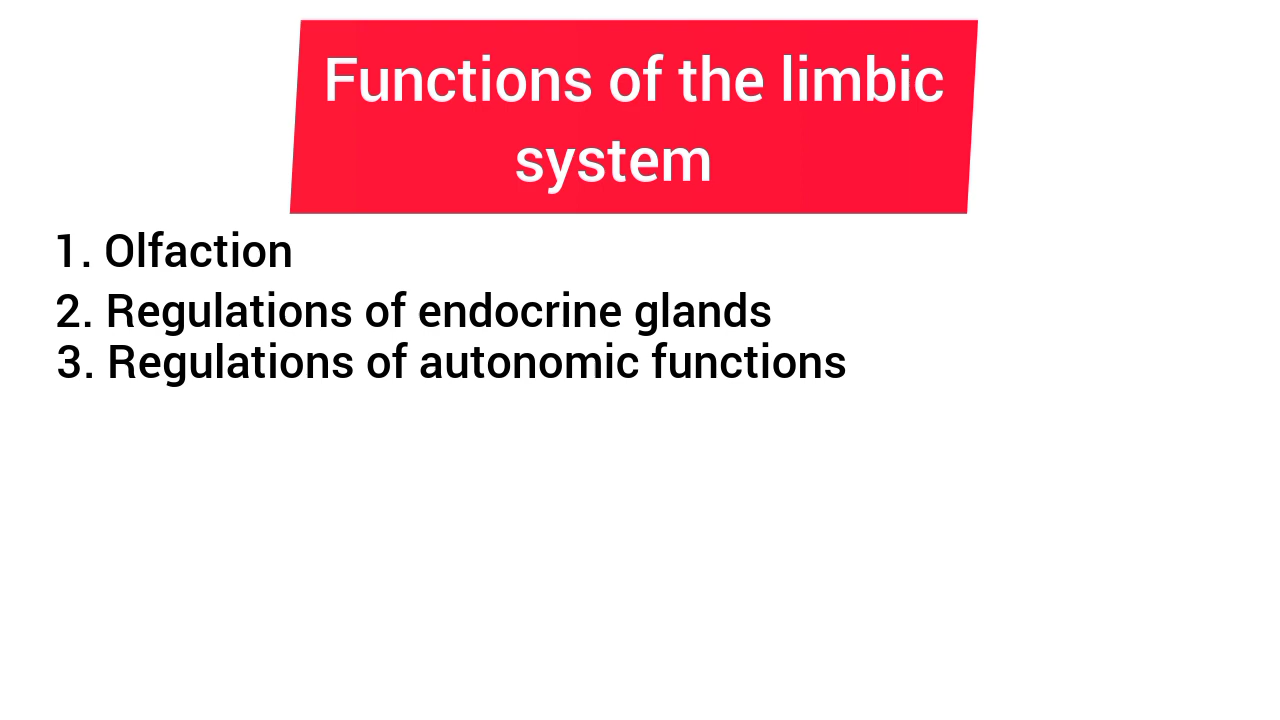 Functions of the limbic
system
1. Olfaction
2. Regulations of endocrine glands
3. Regulations of autonomic functions